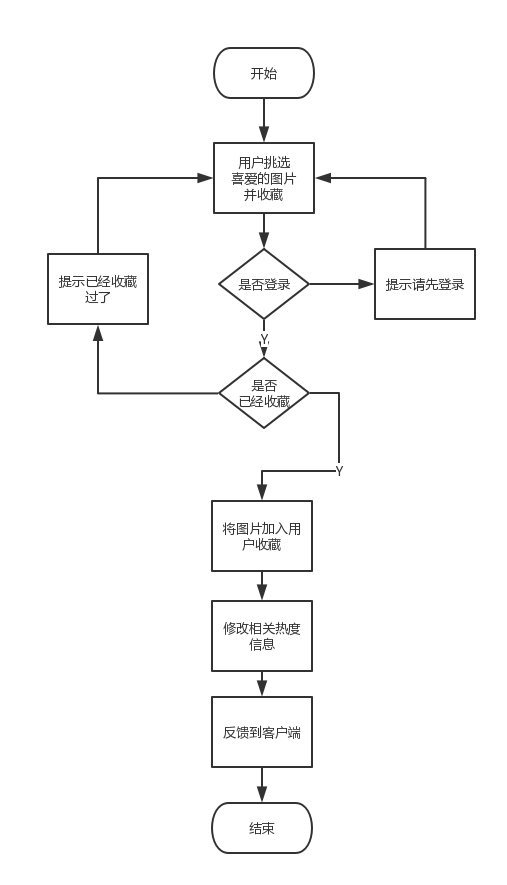 开始
用户挑选
喜爱的图片
并收藏
提示已经收藏
过了
是否登录
提示请先登录
Y
是否
已经收藏
Y
将图片加入用
户收藏
修改相关热度
信息
反馈到客户端
结束